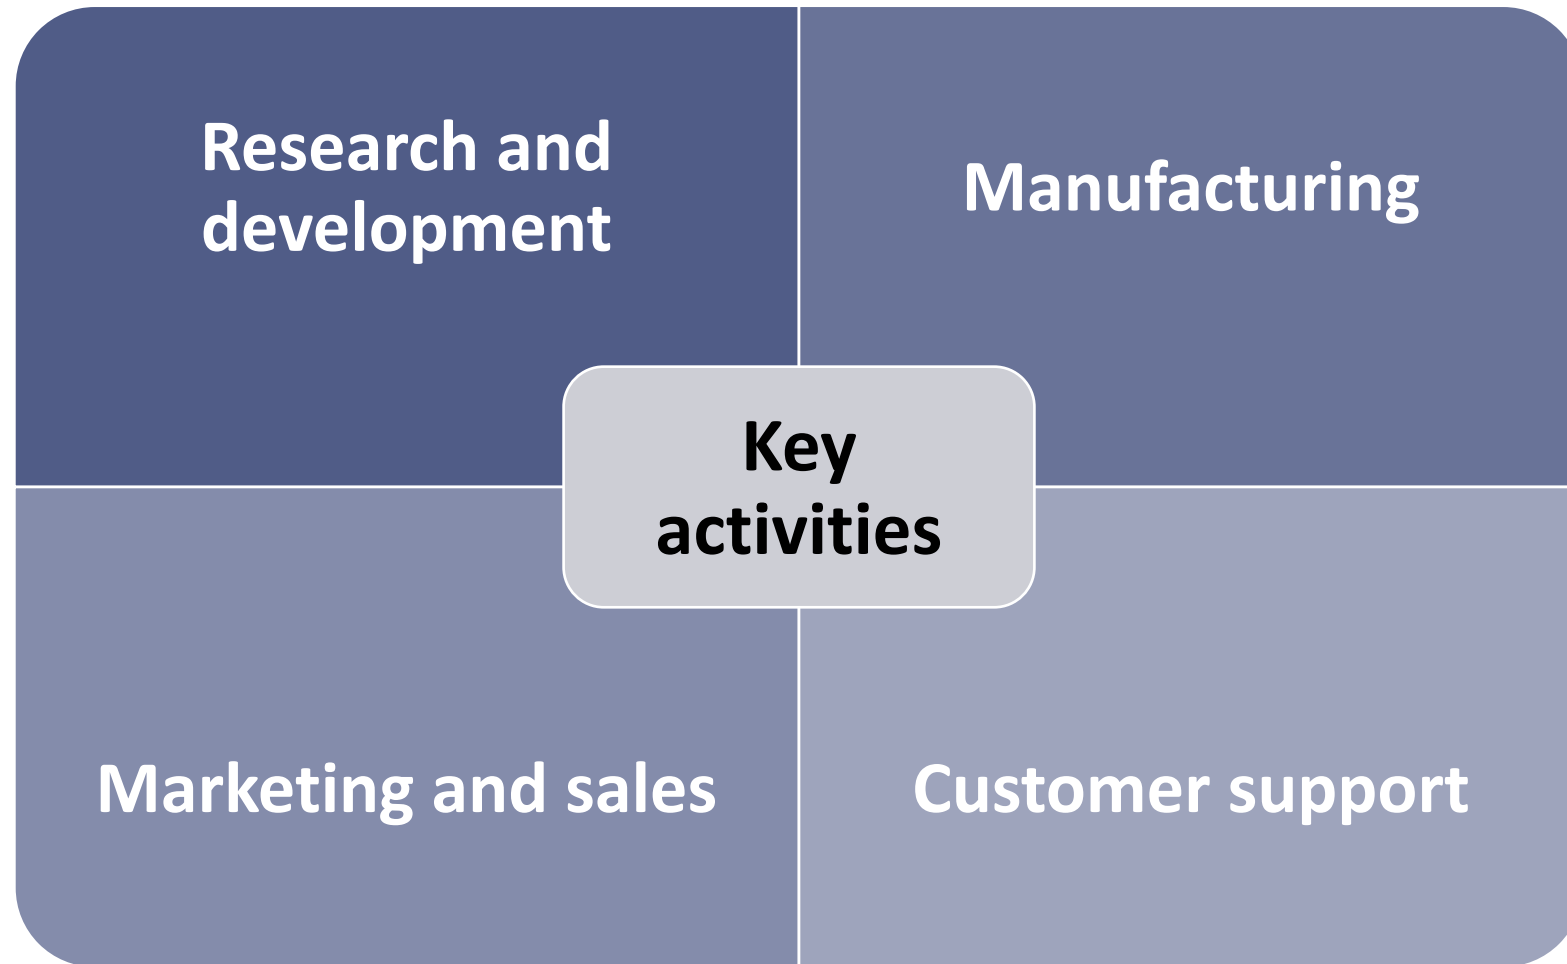 Research and
development
Manufacturing
Key
activities
Marketing and sales
Customer support